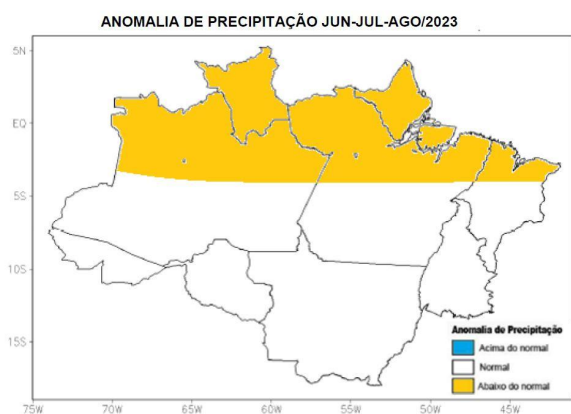 ANOMALIA DE PRECIPITAÇÃO JUN-JUL-AGO/2023
5N
EQ
5S
10S
15S
75W 70W 65W 60W 55W 50W 45W
Anomalia de Precipitação
Acima do normal
Normal
Abaixo do normal